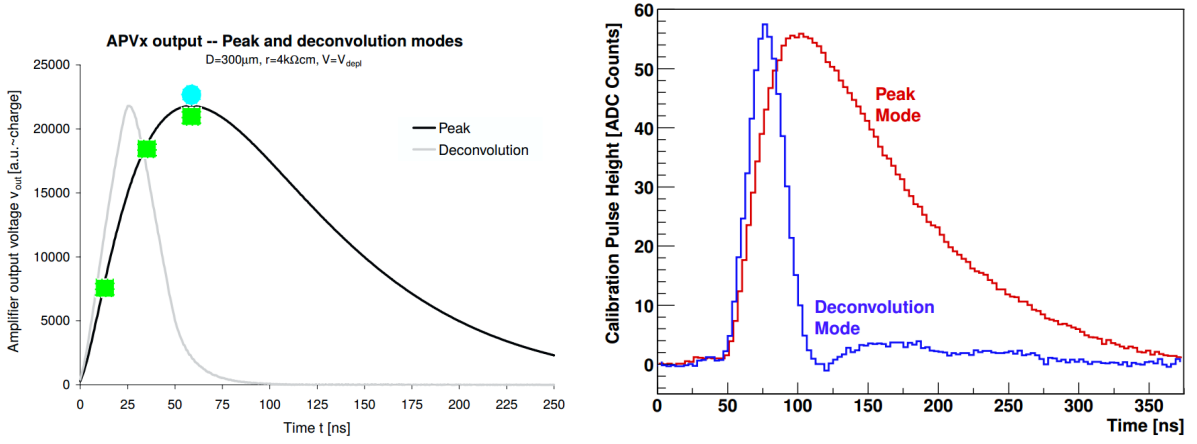 APVx output -- Peak and deconvolution modes
D=300μm, r=4kΩcm, V=Vdepl
Amplifier output voltage vout [a.u.~charge]
25000
20000
15000
10000
5000
0
Peak
Deconvolution
0
25
50
75
100
125
150
175
200
225
250
Time t [ns]
Calibration Pulse Height [ADC Counts]
60
50
40
30
20
10
0
Peak
Mode
Deconvolution
Mode
0
50
100
150
200
250
300
350
Time [ns]